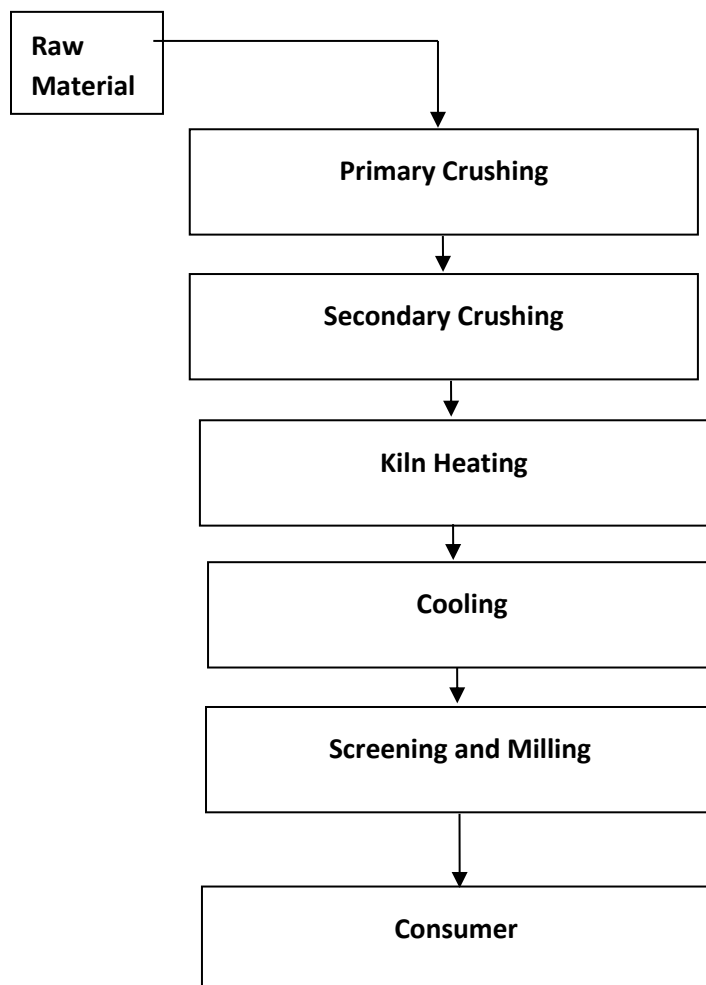 Raw
Material
Primary Crushing
Secondary Crushing
Kiln Heating
Cooling
Screening and Milling
Consumer